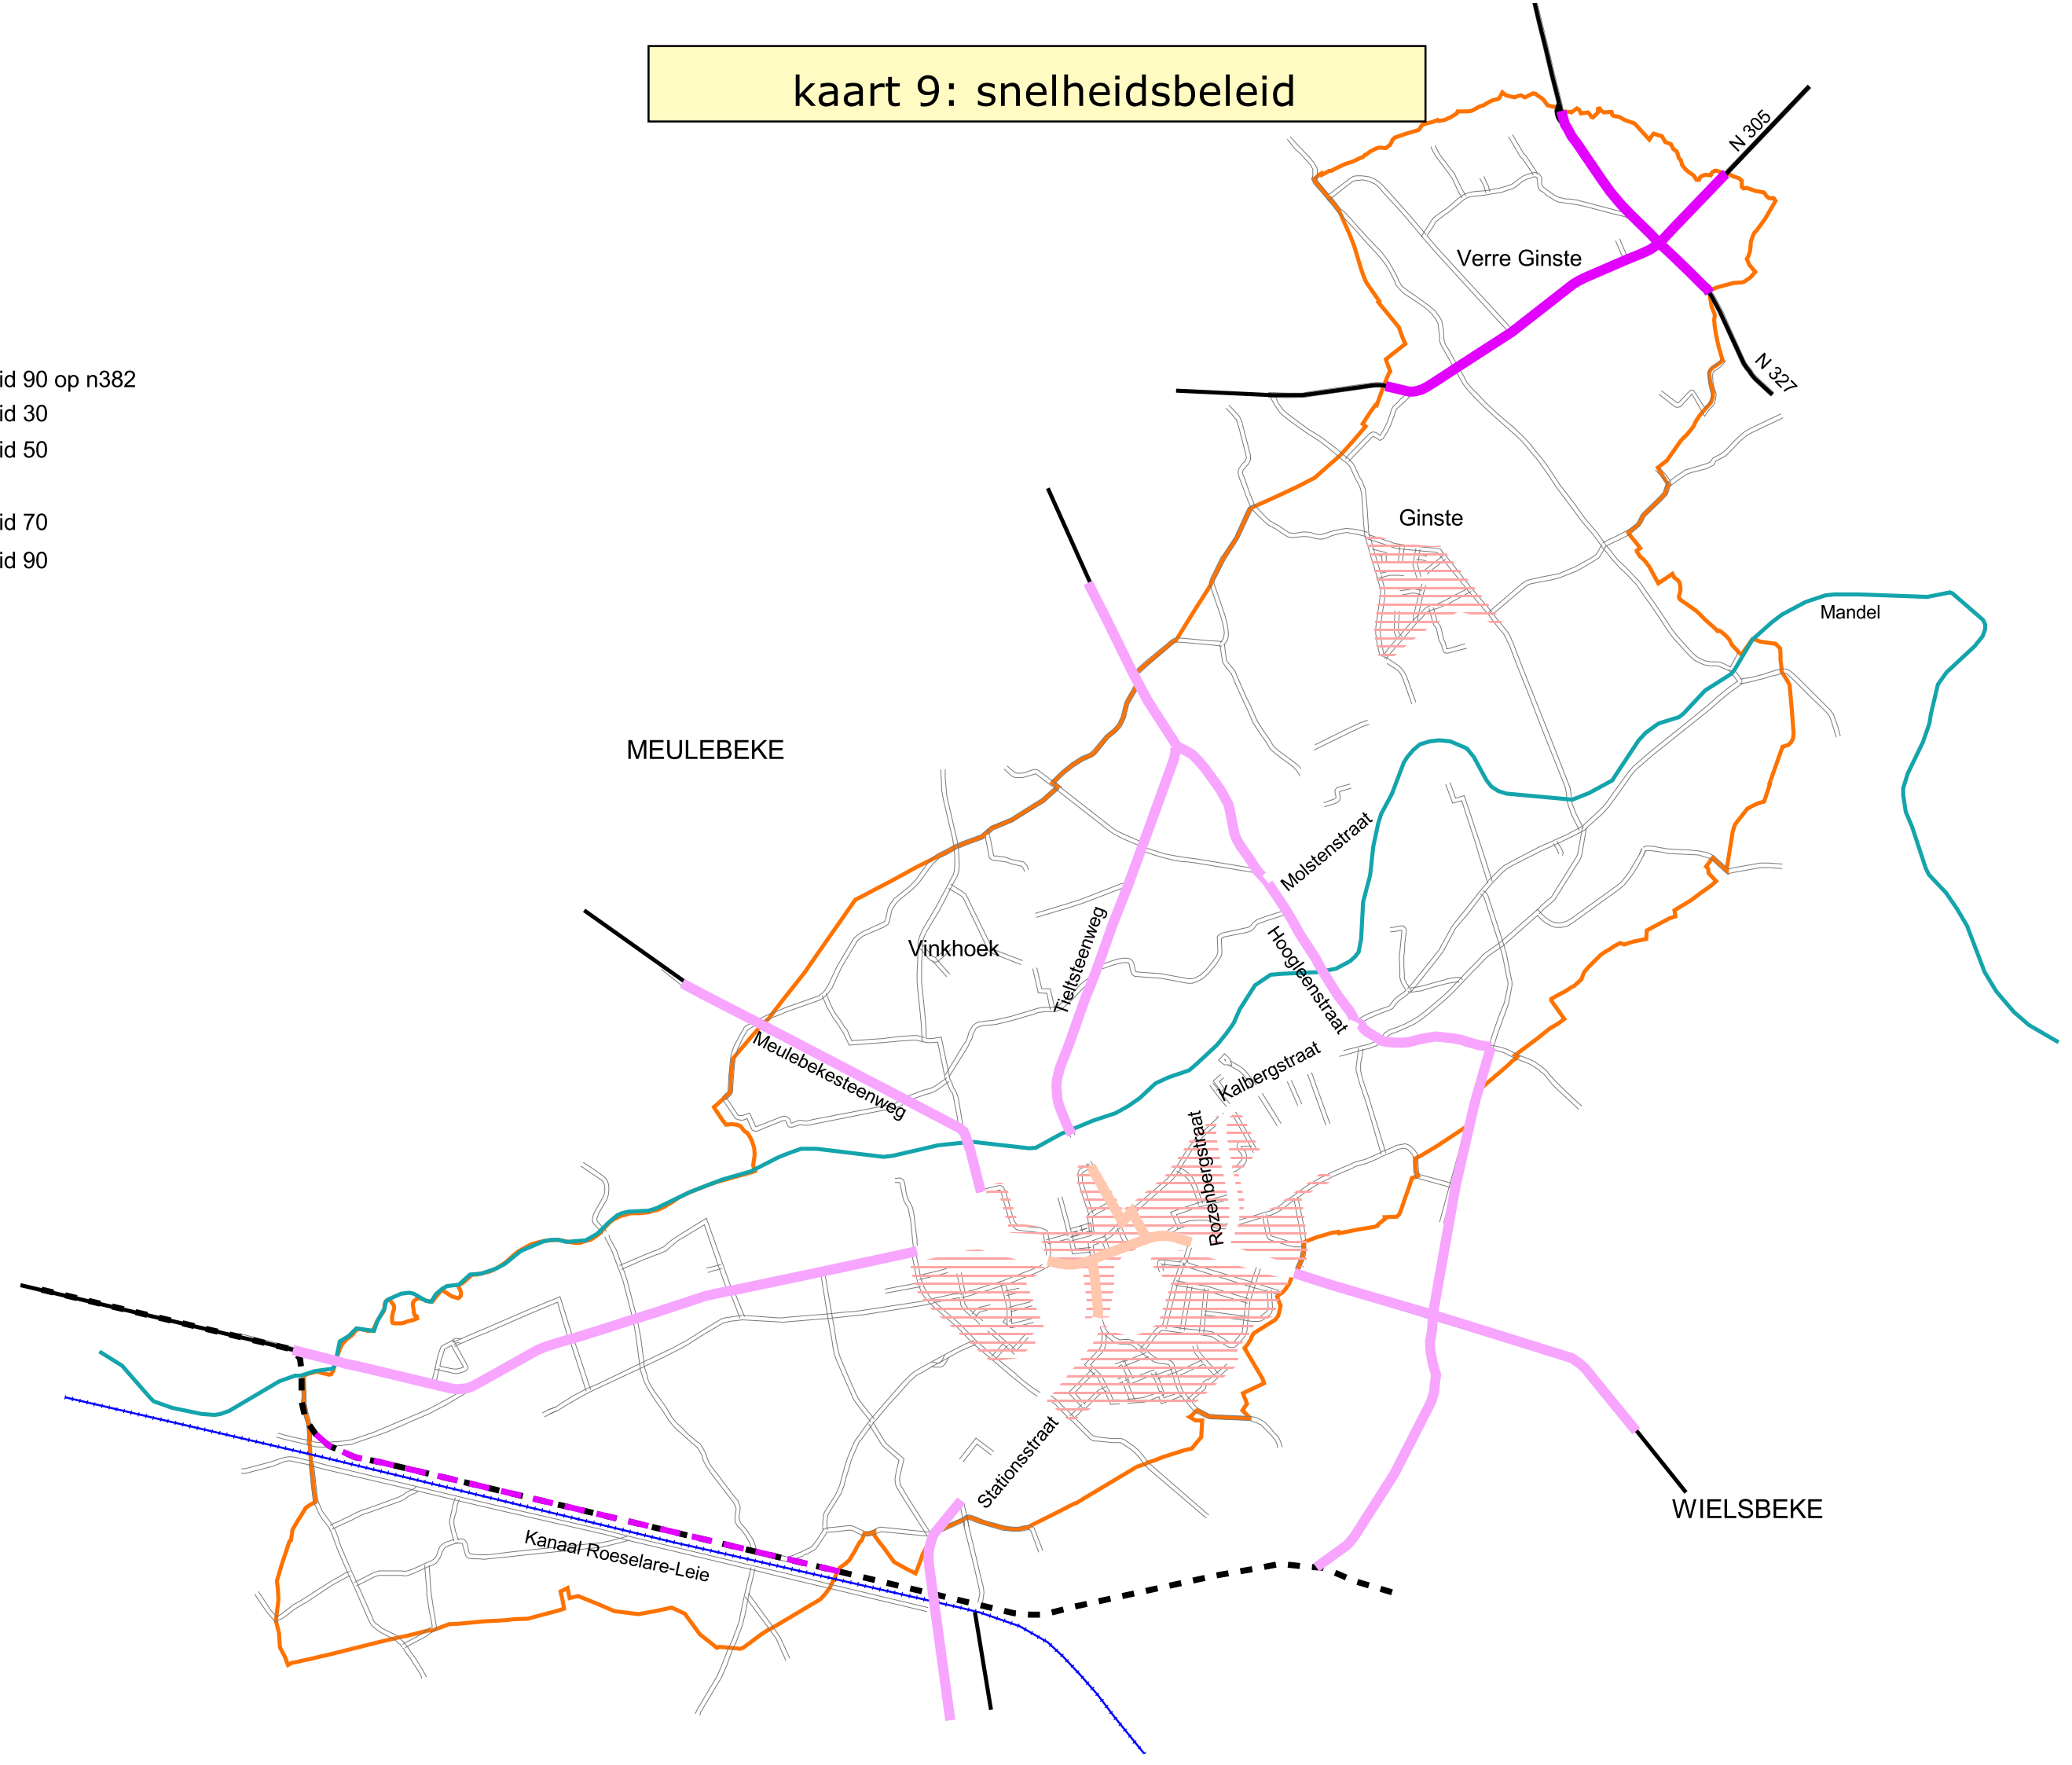 kaart 9: snelheidsbeleid
N 305
Verre Ginste
N 327
id 90 op n382
id 30
id 50
id 70
id 90
Ginste
Mandel
MEULEBEKE
Molstenstraat
Vinkhoek
Tieltsteenweg
Hoogleenstraat
Meulebekesteenweg
Kalbergstraat
Rozenbergstraat
Stationsstraat
WIELSBEKE
Kanaal Roeselare-Leie